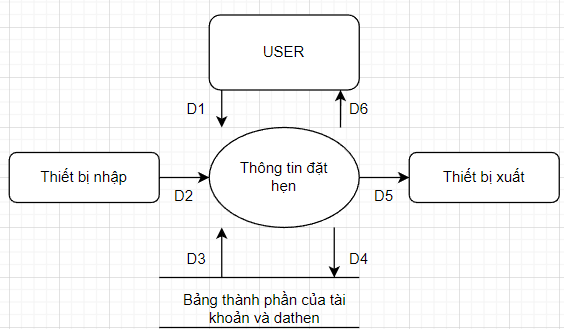 USER
D1
D6
Thiết bị nhập
D2
Thông tin đặt
hẹn
D5
Thiết bị xuất
D3
D4
Bảng thành phần của tài
khoản và dathen